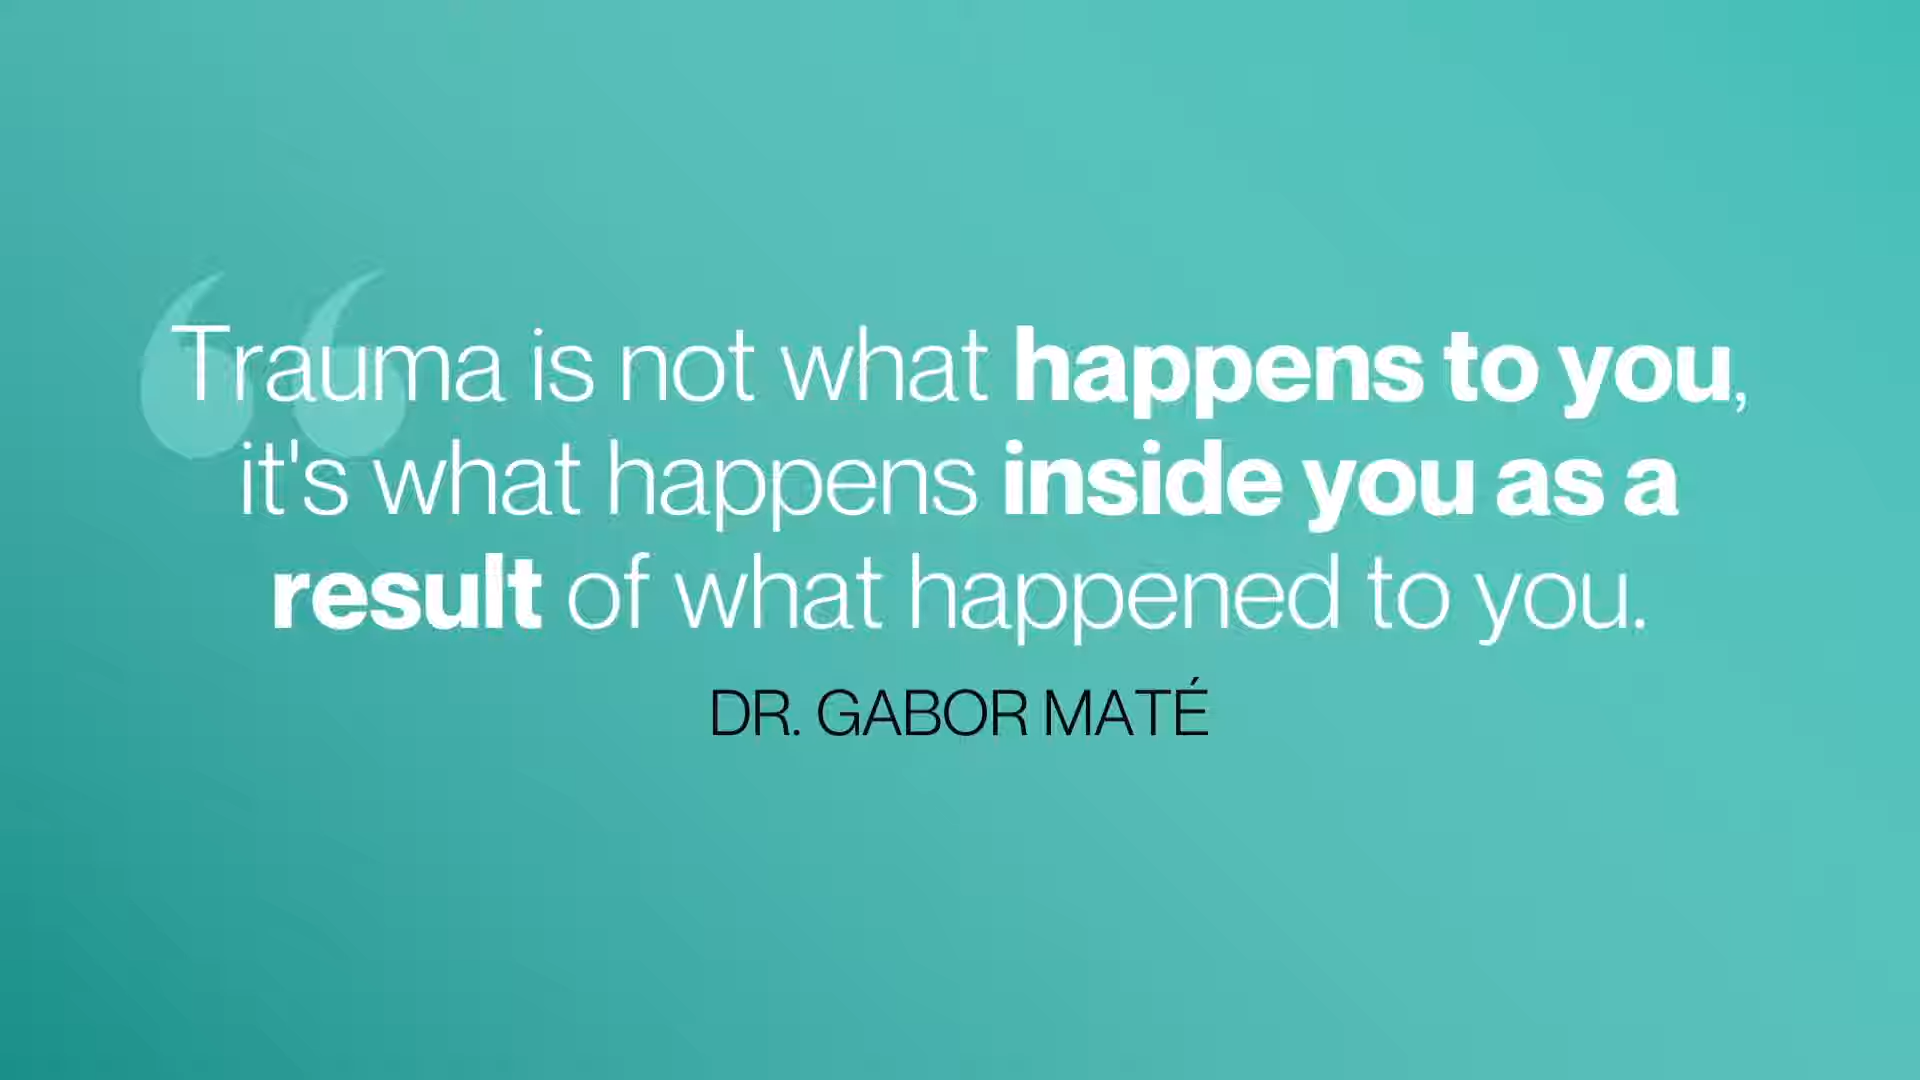 Trauma is not what happens to you,
it's what happens inside you as a
result of what happened to you.
DR. GABOR MATÉ